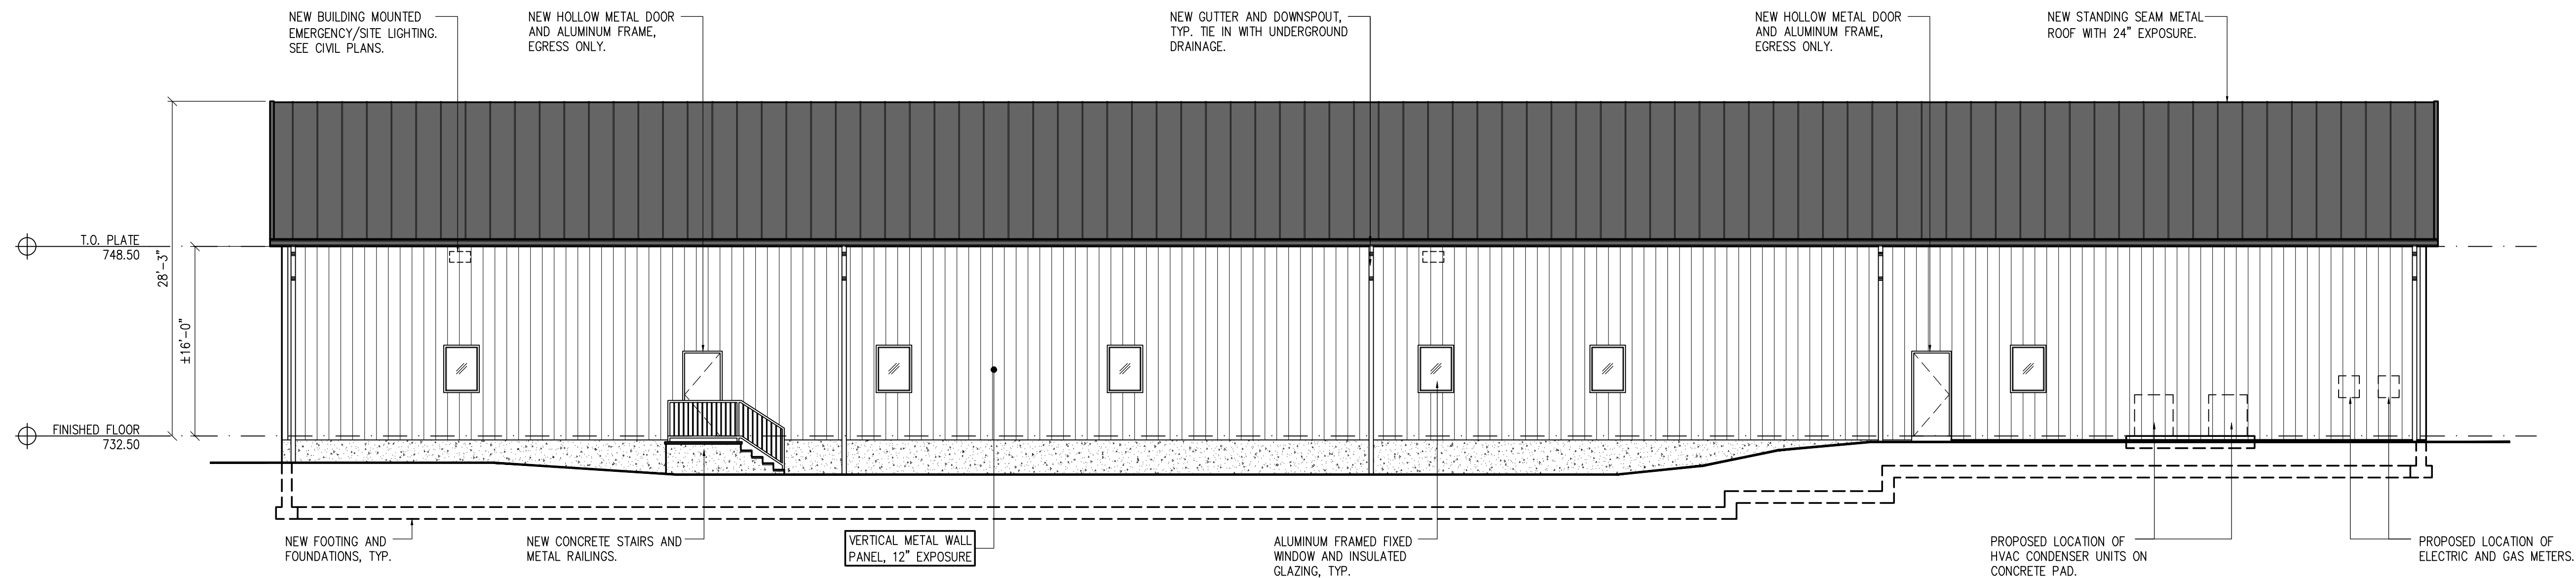 NEW BUILDING MOUNTED
EMERGENCY/SITE LIGHTING.
SEE CIVIL PLANS.
NEW HOLLOW METAL DOOR
AND ALUMINUM FRAME,
EGRESS ONLY.
NEW GUTTER AND DOWNSPOUT,
TYP. TIE IN WITH UNDERGROUND
DRAINAGE.
NEW HOLLOW METAL DOOR
AND ALUMINUM FRAME,
EGRESS ONLY.
NEW STANDING SEAM METAL
ROOF WITH 24" EXPOSURE.
T.O. PLATE
748.50
28'-3"
±16'-0"
FINISHED FLOOR
732.50
NEW FOOTING AND
FOUNDATIONS, TYP.
NEW CONCRETE STAIRS AND
METAL RAILINGS.
VERTICAL METAL WALL
PANEL, 12" EXPOSURE
ALUMINUM FRAMED FIXED
WINDOW AND INSULATED
GLAZING, TYP.
PROPOSED LOCATION OF
HVAC CONDENSER UNITS ON
CONCRETE PAD.
PROPOSED LOCATION OF
ELECTRIC AND GAS METERS.